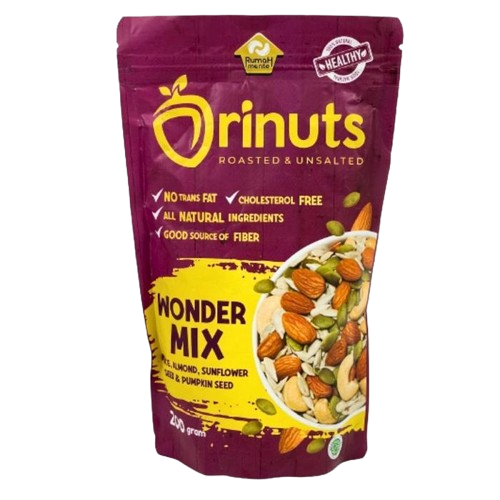 RumaH
mente
HEALTHY
Orinuts
ROASTED & UNSALTED
NO TRANS FAT CHOLESTEROL FREE
ALL NATURAL INGREDIENTS
GOOD SOURCE OF FIBER
WONDER
MIX
ALMOND, SUNFLOWER
& PUMPKIN SEED
200 gram